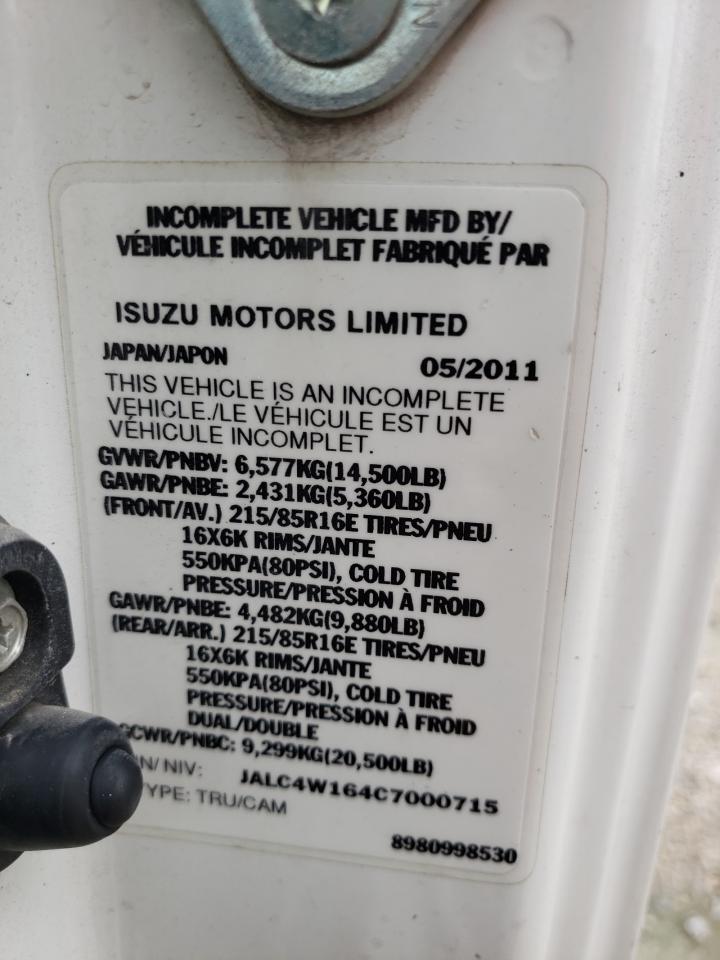 INCOMPLETE VEHICLE MFD BY/
VÉHICULE INCOMPLET FABRIQUÉ PAR
ISUZU MOTORS LIMITED
JAPAN/JAPON 05/2011
THIS VEHICLE IS AN INCOMPLETE
VEHICLE./LE VÉHICULE EST UN
VÉHICULE INCOMPLET.
GVWR/PNBV: 6,577KG(14,500LB)
GAWR/PNBE: 2,431KG(5,360LB)
(FRONT/AV.) 215/85R16E TIRES/PNEU
16X6K RIMS/JANTE
550KPA(80PSI), COLD TIRE
PRESSURE/PRESSION À FROID
GAWR/PNBE: 4,482KG(9,880LB)
(REAR/ARR.) 215/85R16E TIRES/PNEU
16X6K RIMS/JANTE
550KPA(80PSI), COLD TIRE
PRESSURE/PRESSION À FROID
DUAL/DOUBLE
GCWR/PNBC: 9,299KG(20,500LB)
IN/ NIV: JALC4W164C7000715
YPE: TRU/CAM
8980998530